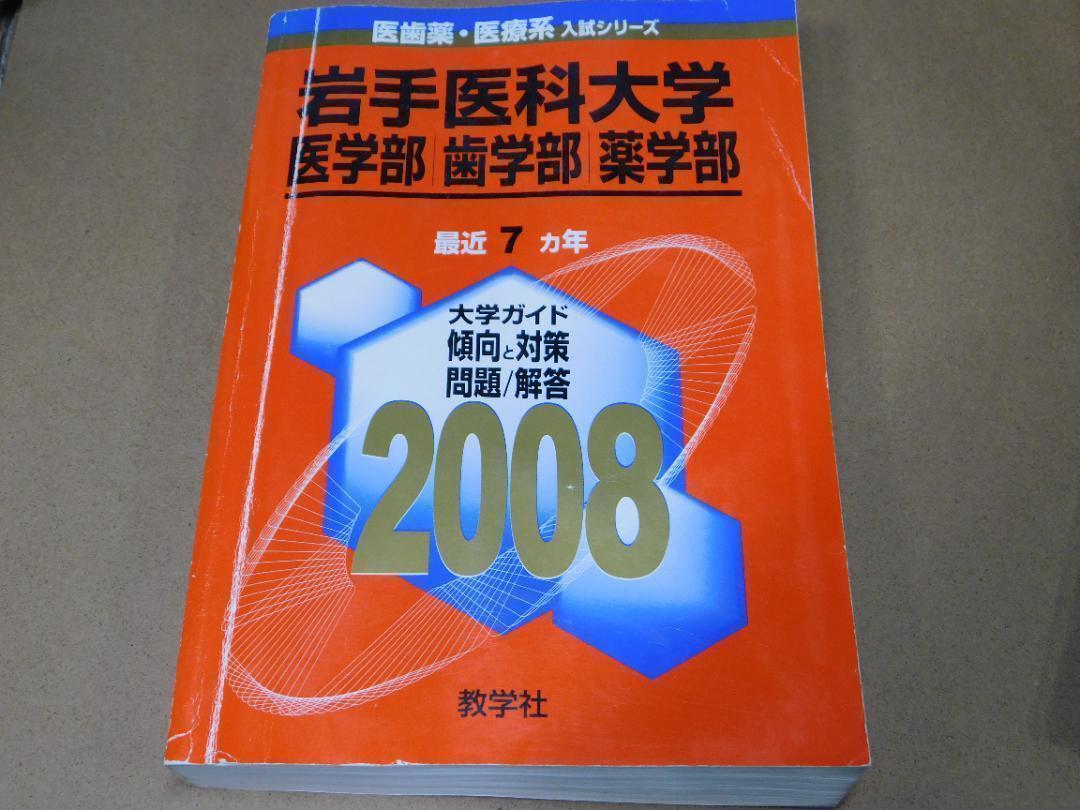 医歯薬・医療系 入試シリーズ
岩手医科大学
医学部|歯学部|薬学部
最近 7 ヵ年
大学ガイド
傾向と対策
問題/解答
2008
教学社